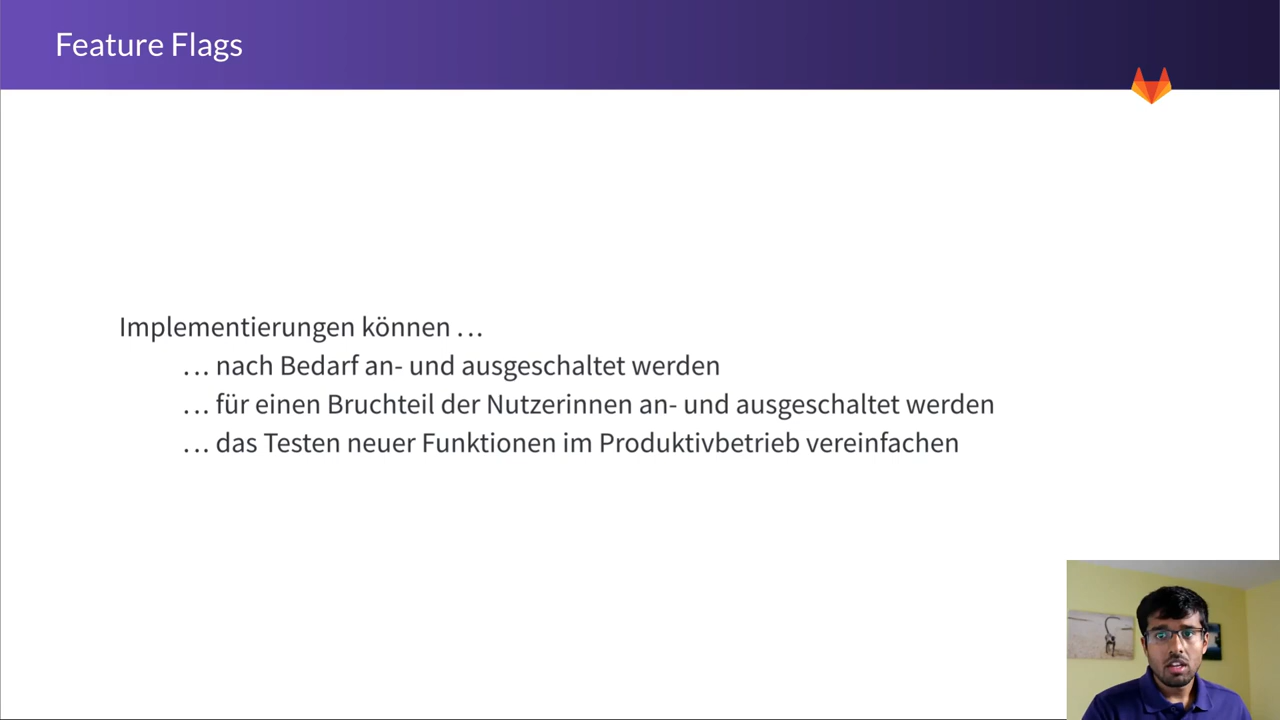 Feature Flags
Implementierungen können …
… nach Bedarf an- und ausgeschaltet werden
… für einen Bruchteil der Nutzerinnen an- und ausgeschaltet werden
… das Testen neuer Funktionen im Produktivbetrieb vereinfachen